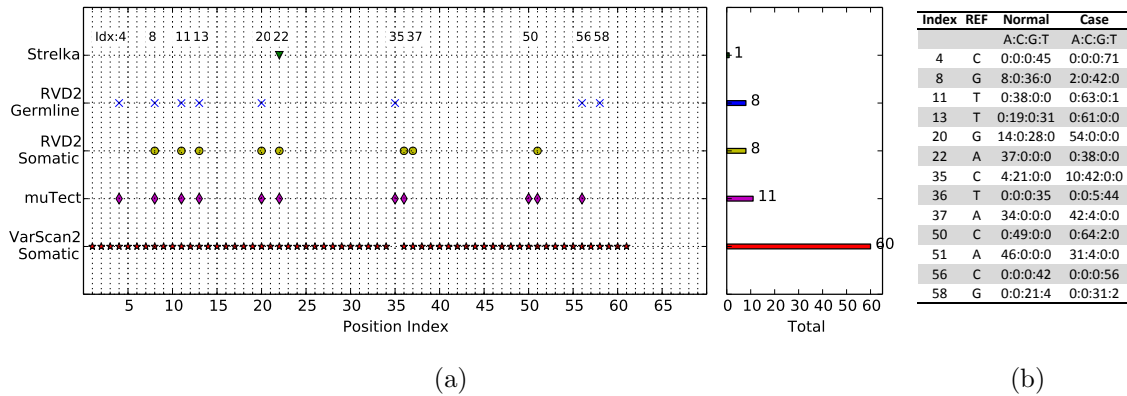 Idx:4 8 11 13 20 22 35 37 50 56 58
Strelka
RVD2
Germline
RVD2
Somatic
muTect
VarScan2
Somatic
5 10 15 20 25 30 35 40 45 50 55 60 65
Position Index
1
8
8
11
60
0 10 20 30 40 50 60
Total
Index REF Normal Case
A:C:G:T A:C:G:T
4 C 0:0:0:45 0:0:0:71
8 G 8:0:36:0 2:0:42:0
11 T 0:38:0:0 0:63:0:1
13 T 0:19:0:31 0:61:0:0
20 G 14:0:28:0 54:0:0:0
22 A 37:0:0:0 0:38:0:0
35 C 4:21:0:0 10:42:0:0
36 T 0:0:0:35 0:0:5:44
37 A 34:0:0:0 42:4:0:0
50 C 0:49:0:0 0:64:2:0
51 A 46:0:0:0 31:4:0:0
56 C 0:0:0:42 0:0:0:56
58 G 0:0:21:4 0:0:31:2
(a)
(b)